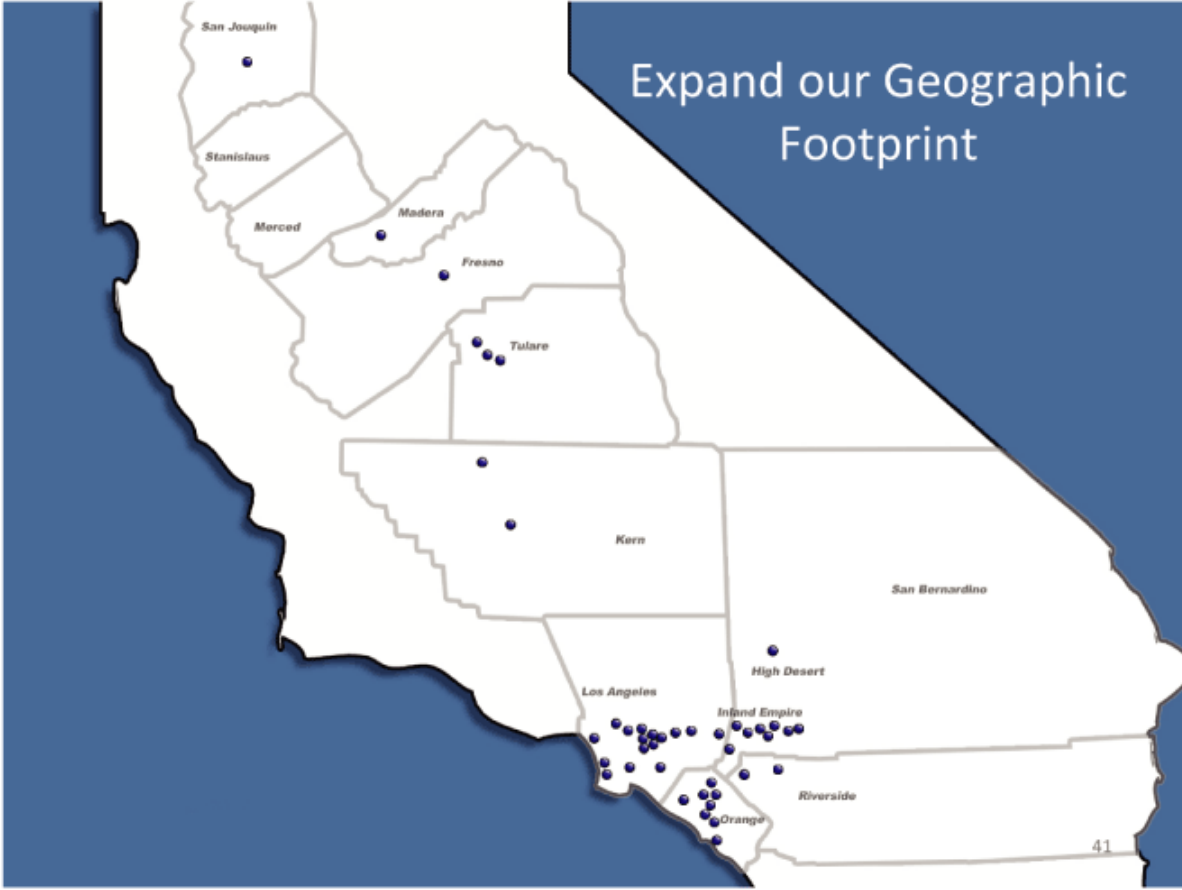 Expand our Geographic
Footprint
San Jouquin
Stanislaus
Merced
Madera
Fresno
Tulare
Kern
San Bernardino
High Desert
Los Angeles
Inland Empire
Riverside
Orange
41